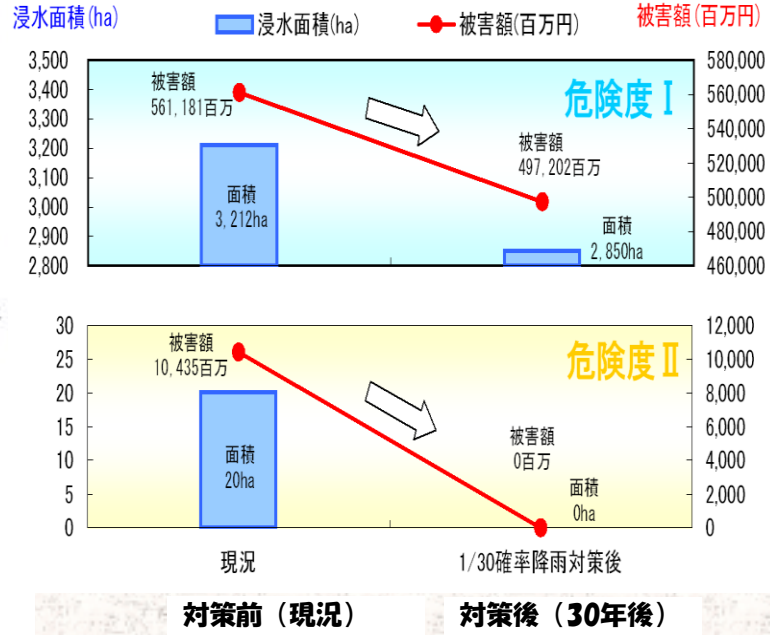 浸水面積(ha)
浸水面積(ha)
被害額(百万円)
被害額(百万円)
3,500
3,400
3,300
3,200
3,100
3,000
2,900
2,800
580,000
560,000
540,000
520,000
500,000
480,000
460,000
危険度Ⅰ
被害額
561,181百万
面積
3,212ha
被害額
497,202百万
面積
2,850ha
30
25
20
15
10
5
0
12,000
10,000
8,000
6,000
4,000
2,000
0
危険度Ⅱ
被害額
10,435百万
面積
20ha
被害額
0百万
面積
0ha
現況
1/30確率降雨対策後
対策前（現況）
対策後（30年後）